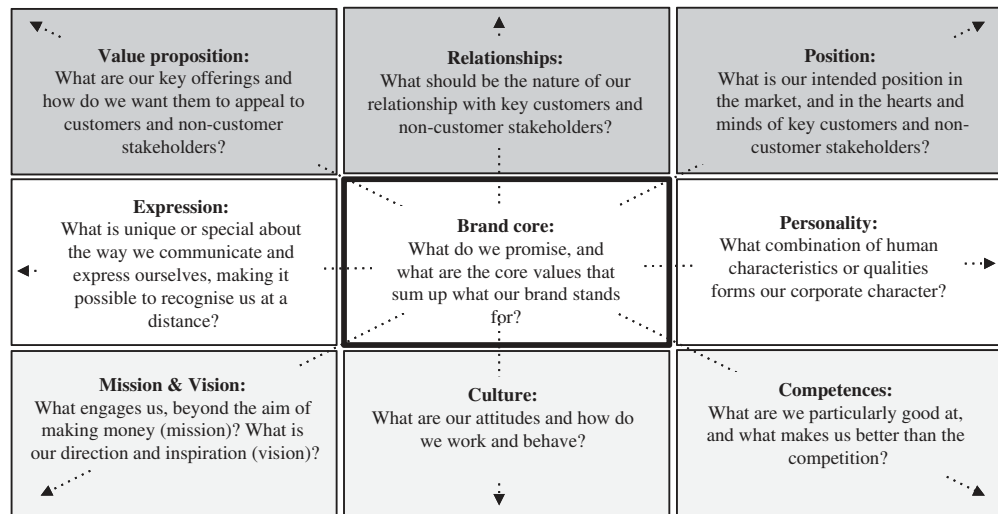 Value proposition:
What are our key offerings and
how do we want them to appeal to
customers and non-customer
stakeholders?
Relationships:
What should be the nature of our
relationship with key customers and
non-customer stakeholders?
Position:
What is our intended position in
the market, and in the hearts and
minds of key customers and non-
customer stakeholders?
Expression:
What is unique or special about
the way we communicate and
express ourselves, making it
possible to recognise us at a
distance?
Brand core:
What do we promise, and
what are the core values that
sum up what our brand stands
for?
Personality:
What combination of human
characteristics or qualities
forms our corporate character?
Mission & Vision:
What engages us, beyond the aim of
making money (mission)? What is
our direction and inspiration (vision)?
Culture:
What are our attitudes and how do
we work and behave?
Competences:
What are we particularly good at,
and what makes us better than the
competition?